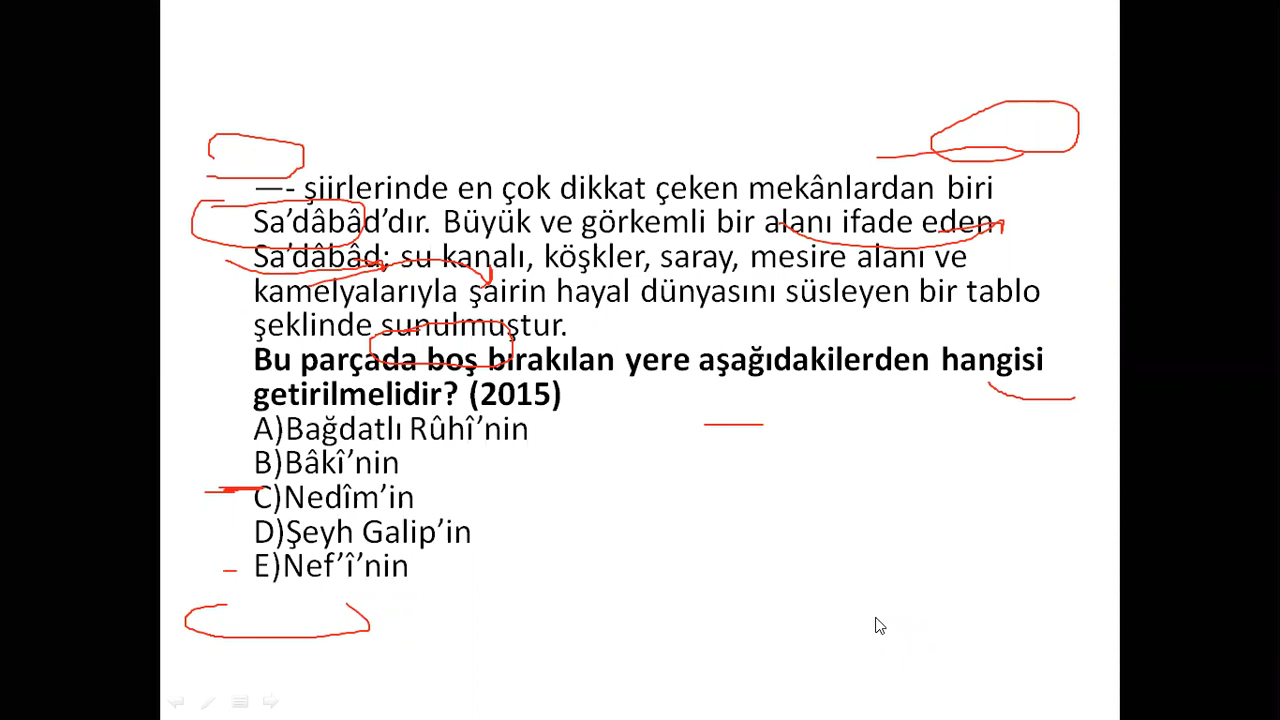 —- şiirlerinde en çok dikkat çeken mekânlardan biri
Sa’dâbâd’dır. Büyük ve görkemli bir alanı ifade eden
Sa’dâbâd; su kanalı, köşkler, saray, mesire alanı ve
kamelyalarıyla şairin hayal dünyasını süsleyen bir tablo
şeklinde sunulmuştur.
Bu parçada boş bırakılan yere aşağıdakilerden hangisi
getirilmelidir? (2015)
A)Bağdatlı Rûhî’nin
B)Bâkî’nin
C)Nedîm’in
D)Şeyh Galip’in
E)Nef’î’nin